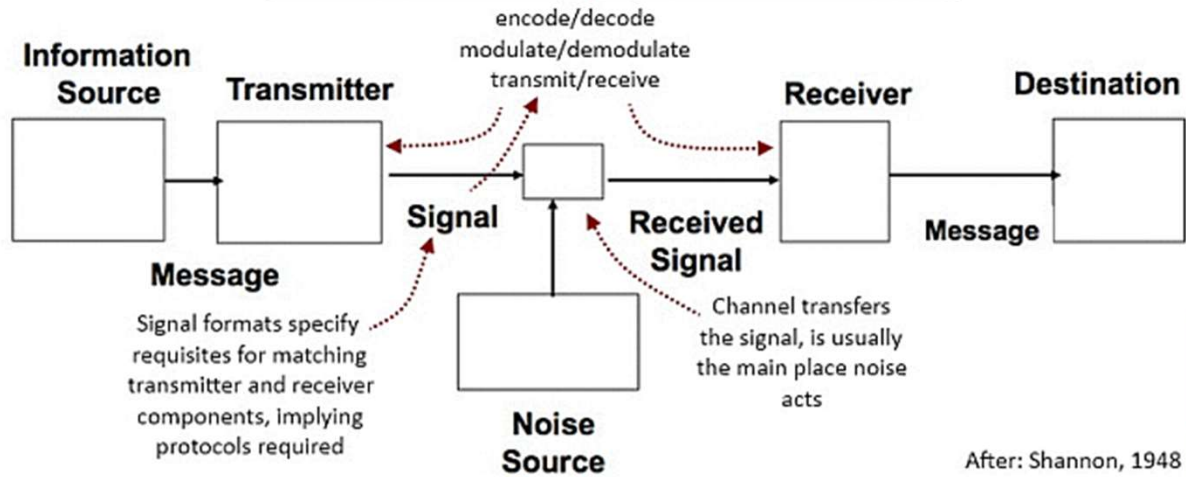 encode/decode
modulate/demodulate
transmit/receive
Information
Source
Transmitter
Receiver
Destination
Signal
Received
Signal
Message
Message
Signal formats specify
requisites for matching
transmitter and receiver
components, implying
protocols required
Channel transfers
the signal, is usually
the main place noise
acts
Noise
Source
After: Shannon, 1948